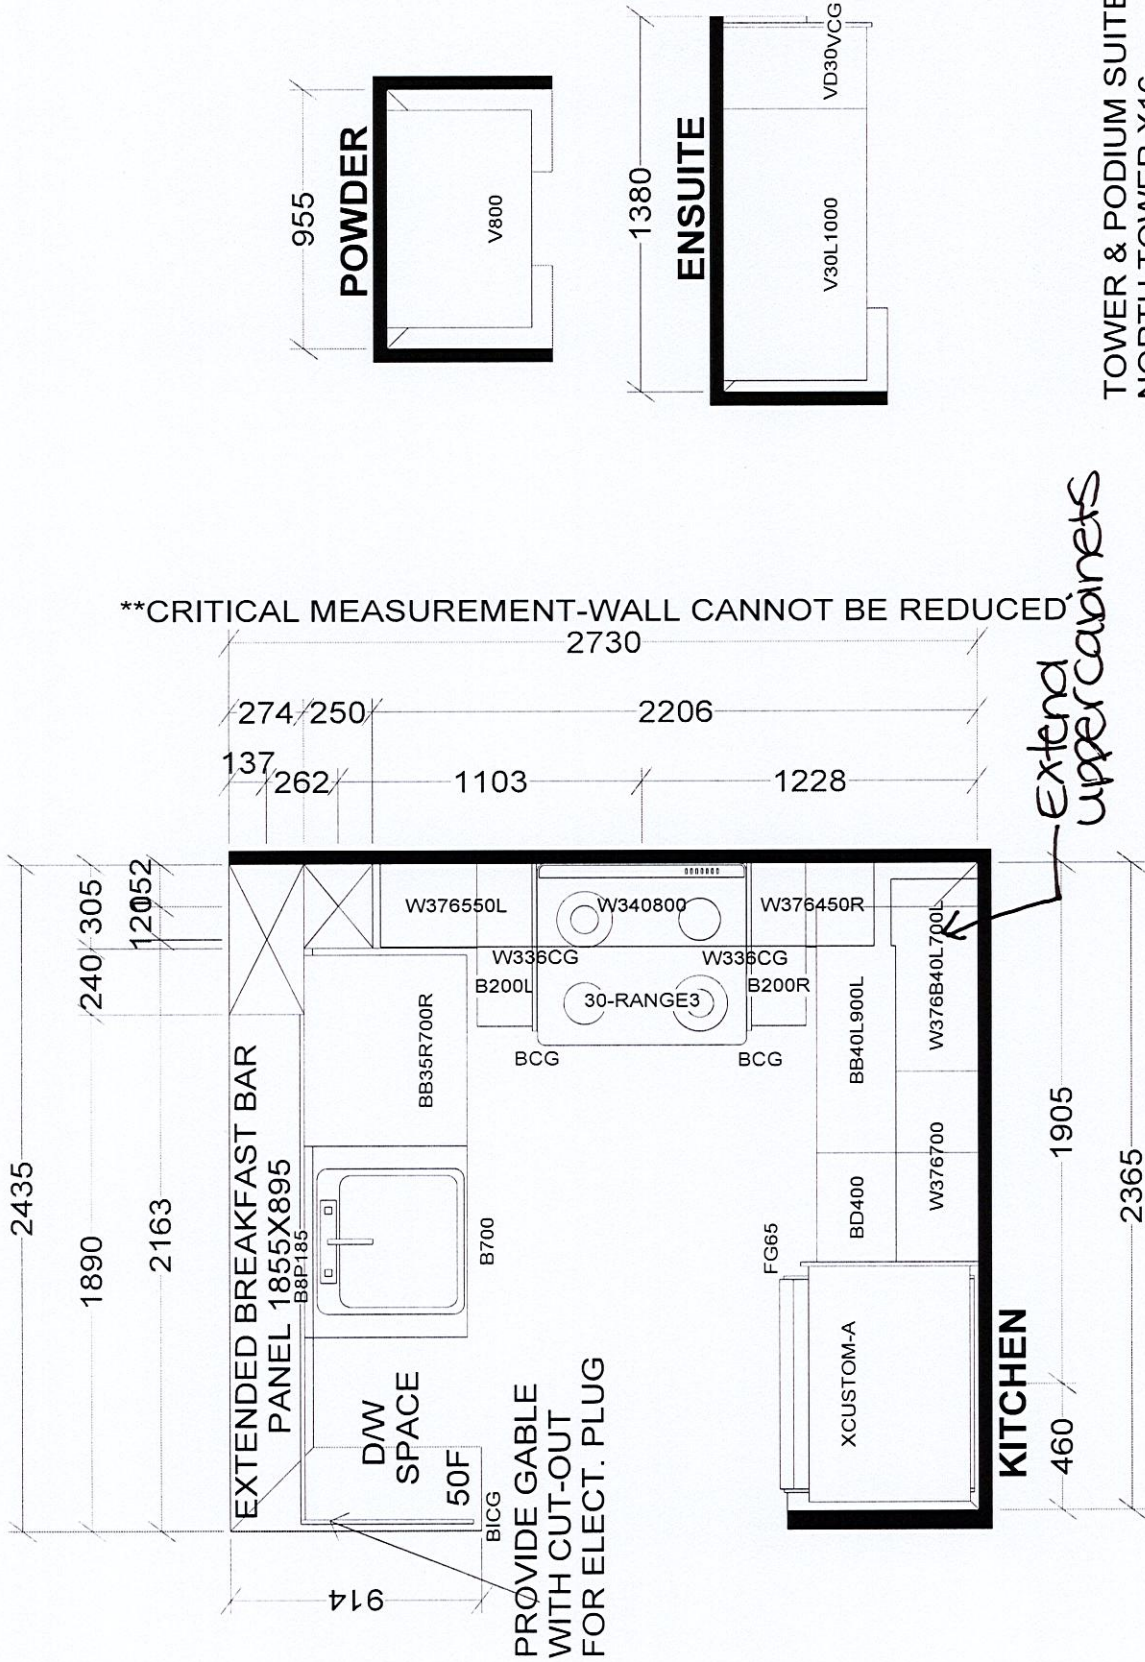 955
POWDER
V800
1380
ENSUITE
V30L1000
VD30VCG
TOWER & PODIUM SUITE
**CRITICAL MEASUREMENT-WALL CANNOT BE REDUCED
2730
274
250
2206
137
262
1103
1228
2435
305
240
1890
52
120
2163
W376550L
W340800
W376450R
W336CG
W336CG
B200L
30-RANGE3
B200R
BCG
BCG
BB35R700R
EXTENDED BREAKFAST BAR
PANEL 1855X895
B8P185
B700
D/W
SPACE
50F
BICG
914
PROVIDE GABLE
WITH CUT-OUT
FOR ELECT. PLUG
BB40L900L
W376B40L700L
BD400
W376700
FG65
XCUSTOM-A
KITCHEN
460
1905
2365
Extend
upper cabinets